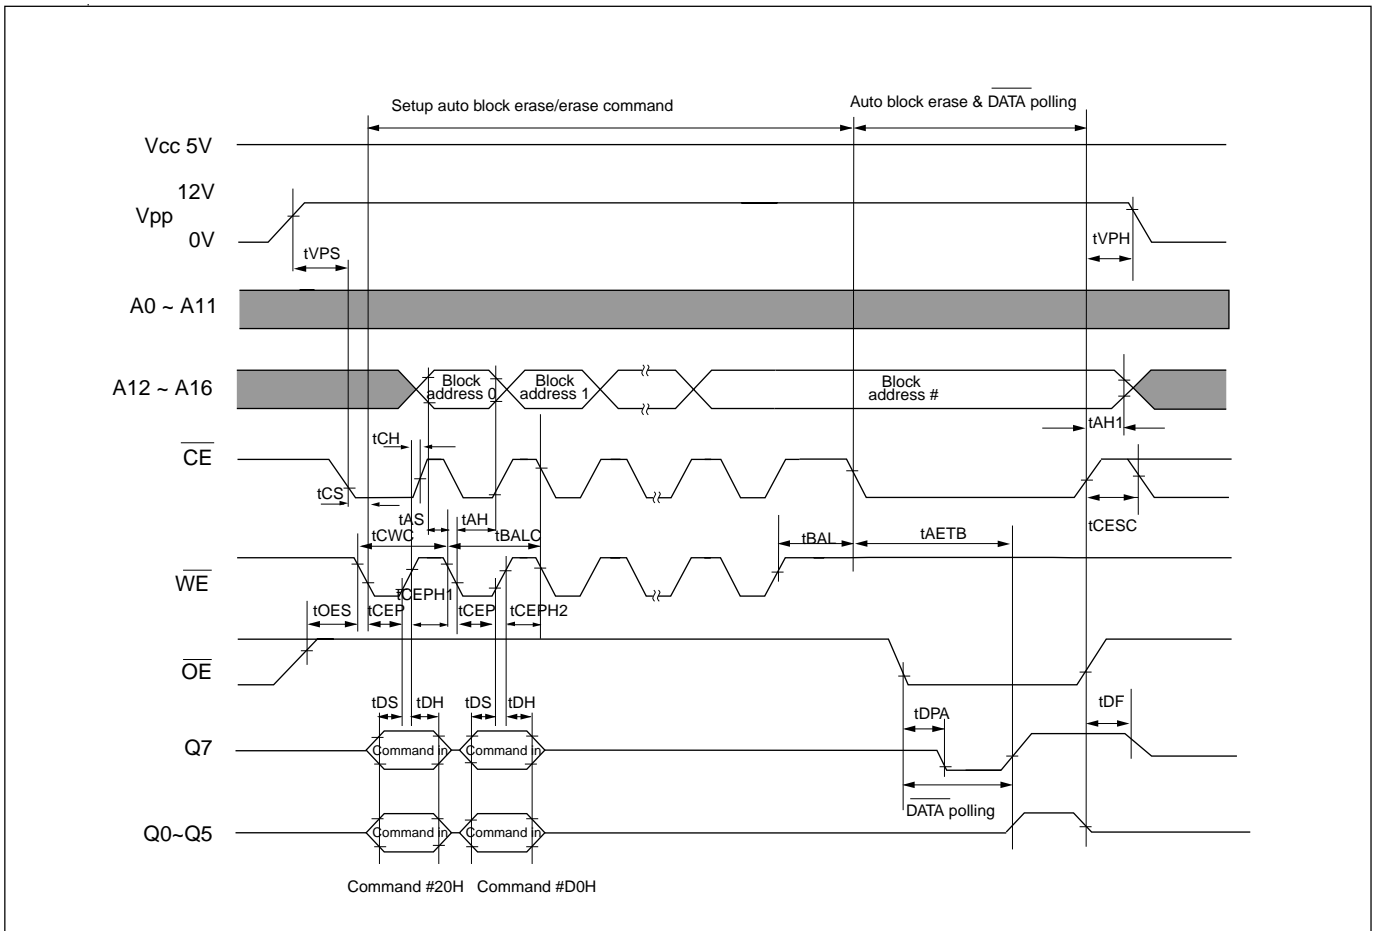 Setup auto block erase/erase command
Auto block erase & DATA polling
Vcc 5V
12V
Vpp
0V
tVPS
tVPH
A0 ~ A11
A12 ~ A16
Block address 0
Block address 1
Block address #
tAH1
tCH
CE
tCS
tCESC
tAS
tAH
tCWC
tBALC
tBAL
tAETB
WE
tOES
tCEP
tCEPH1
tCEP
tCEPH2
OE
tDS
tDH
tDS
tDH
tDPA
tDF
Q7
Command in
Command in
DATA polling
Q0~Q5
Command in
Command in
Command #20H
Command #D0H